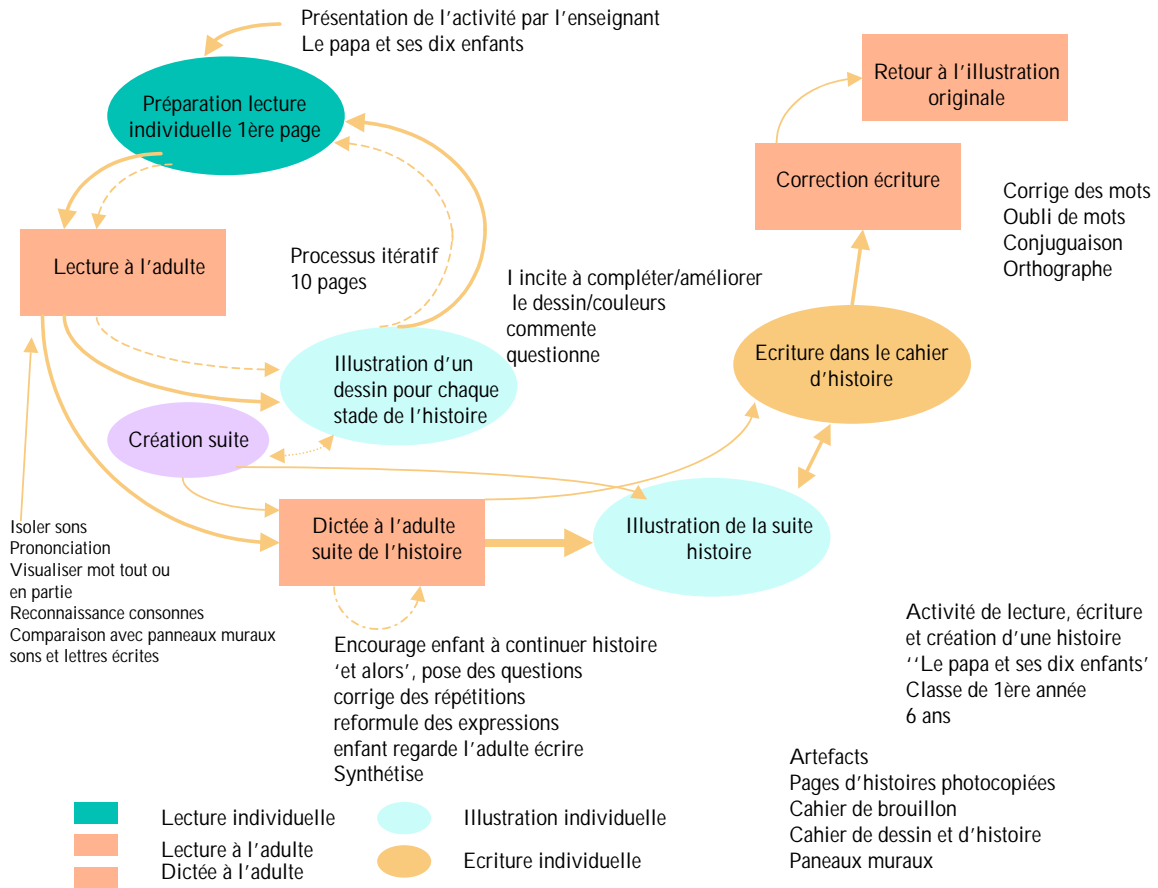 Présentation de l'activité par l'enseignant
Le papa et ses dix enfants
Préparation lecture
individuelle 1ère page
Retour à l'illustration
originale
Correction écriture
Corrige des mots
Oubli de mots
Conjuguaison
Orthographe
Lecture à l'adulte
Processus itératif
10 pages
I incite à compléter/améliorer
le dessin/couleurs
commente
questionne
Illustration d'un
dessin pour chaque
stade de l'histoire
Ecriture dans le cahier
d'histoire
Création suite
Dictée à l'adulte
suite de l'histoire
Illustration de la suite
histoire
Isoler sons
Prononciation
Visualiser mot tout ou
en partie
Reconnaissance consonnes
Comparaison avec panneaux muraux
sons et lettres écrites
Encourage enfant à continuer histoire
'et alors', pose des questions
corrige des répétitions
reformule des expressions
enfant regarde l'adulte écrire
Synthétise
Activité de lecture, écriture
et création d'une histoire
''Le papa et ses dix enfants'
Classe de 1ère année
6 ans
Artefacts
Pages d'histoires photocopiées
Cahier de brouillon
Cahier de dessin et d'histoire
Paneaux muraux
Lecture individuelle
Lecture à l'adulte
Dictée à l'adulte
Illustration individuelle
Ecriture individuelle